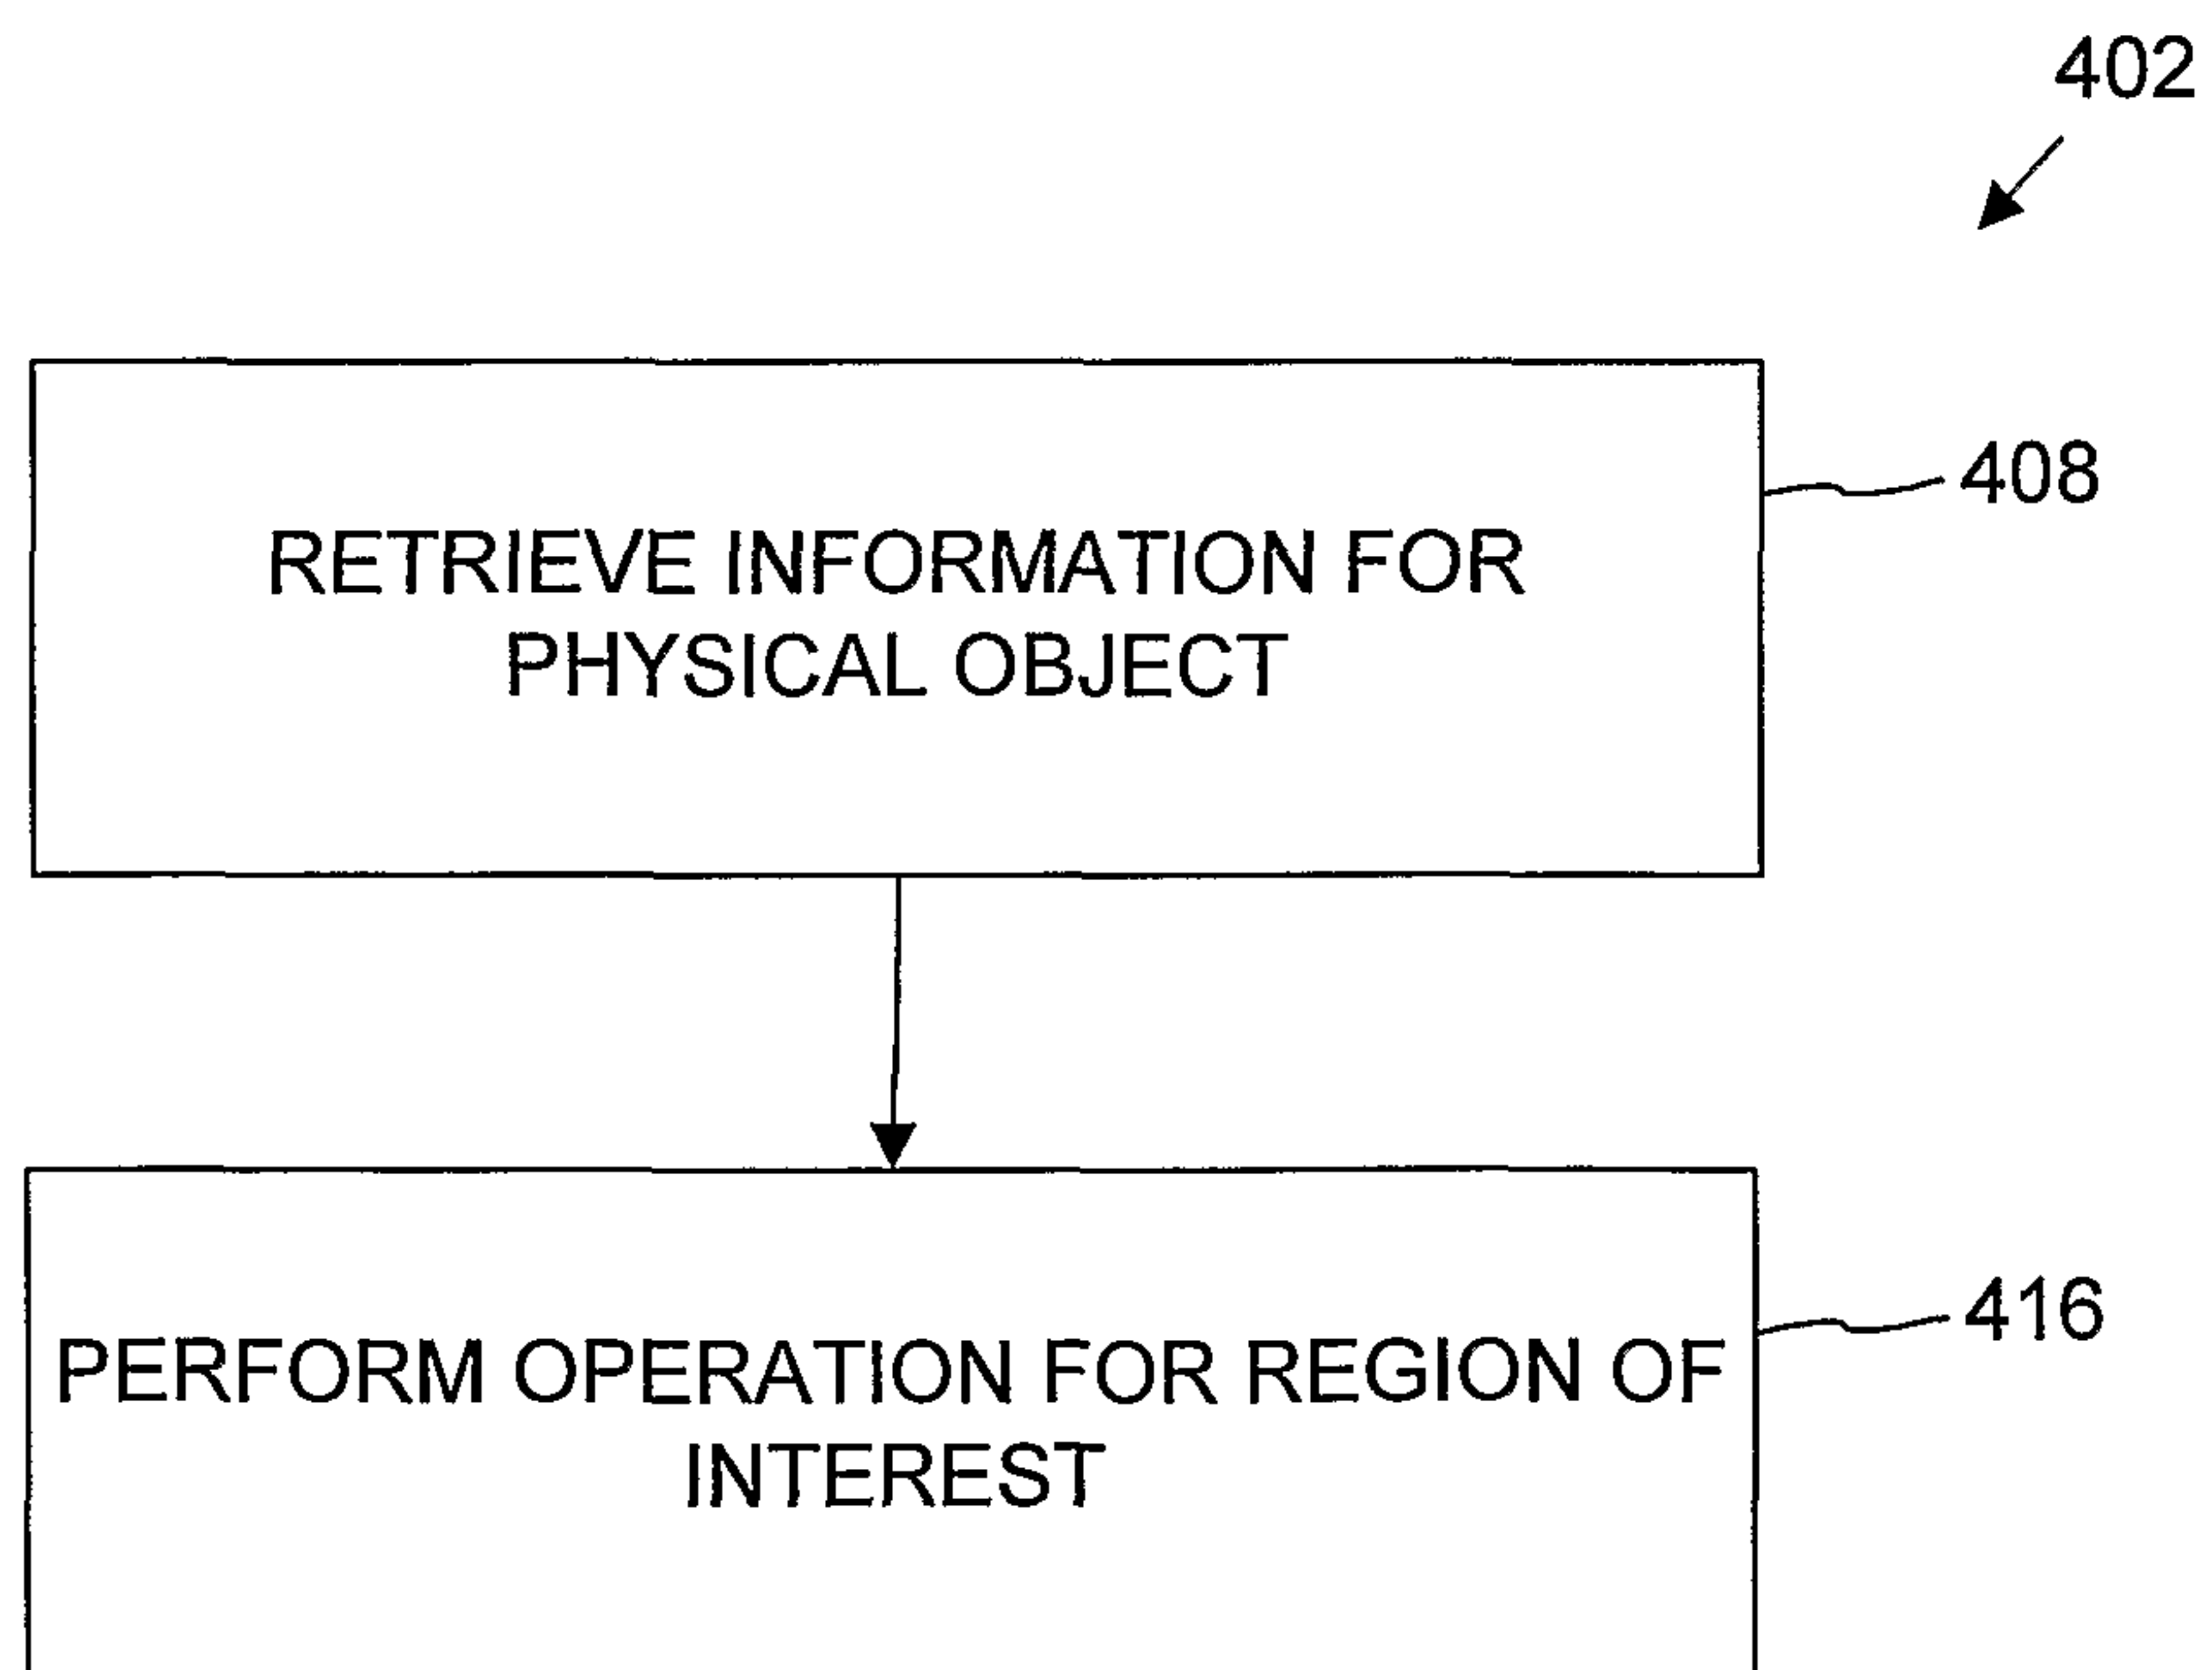 402
RETRIEVE INFORMATION FOR
PHYSICAL OBJECT
408
PERFORM OPERATION FOR REGION OF
INTEREST
416